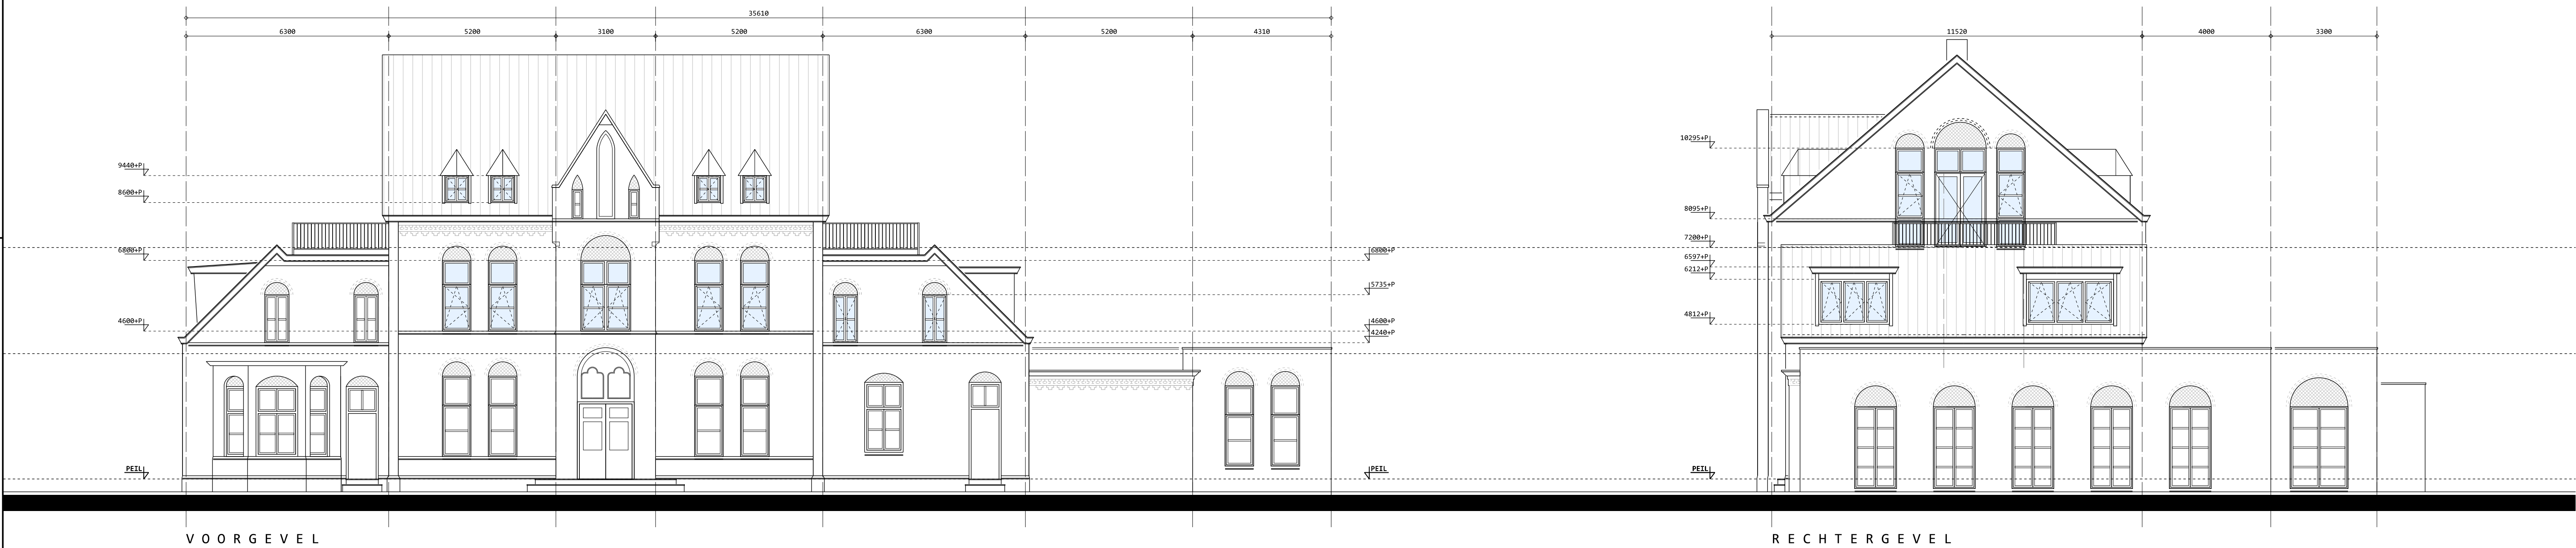 35610
6300 5200 3100 5200 6300 5200 4310
11520 4000 3300
9440+P
8600+P
6800+P
4600+P
PEIL
6800+P
5735+P
4600+P
4240+P
PEIL
10295+P
8095+P
7200+P
6597+P
6212+P
4812+P
PEIL
VOORGEVEL
RECHTERGEVEL